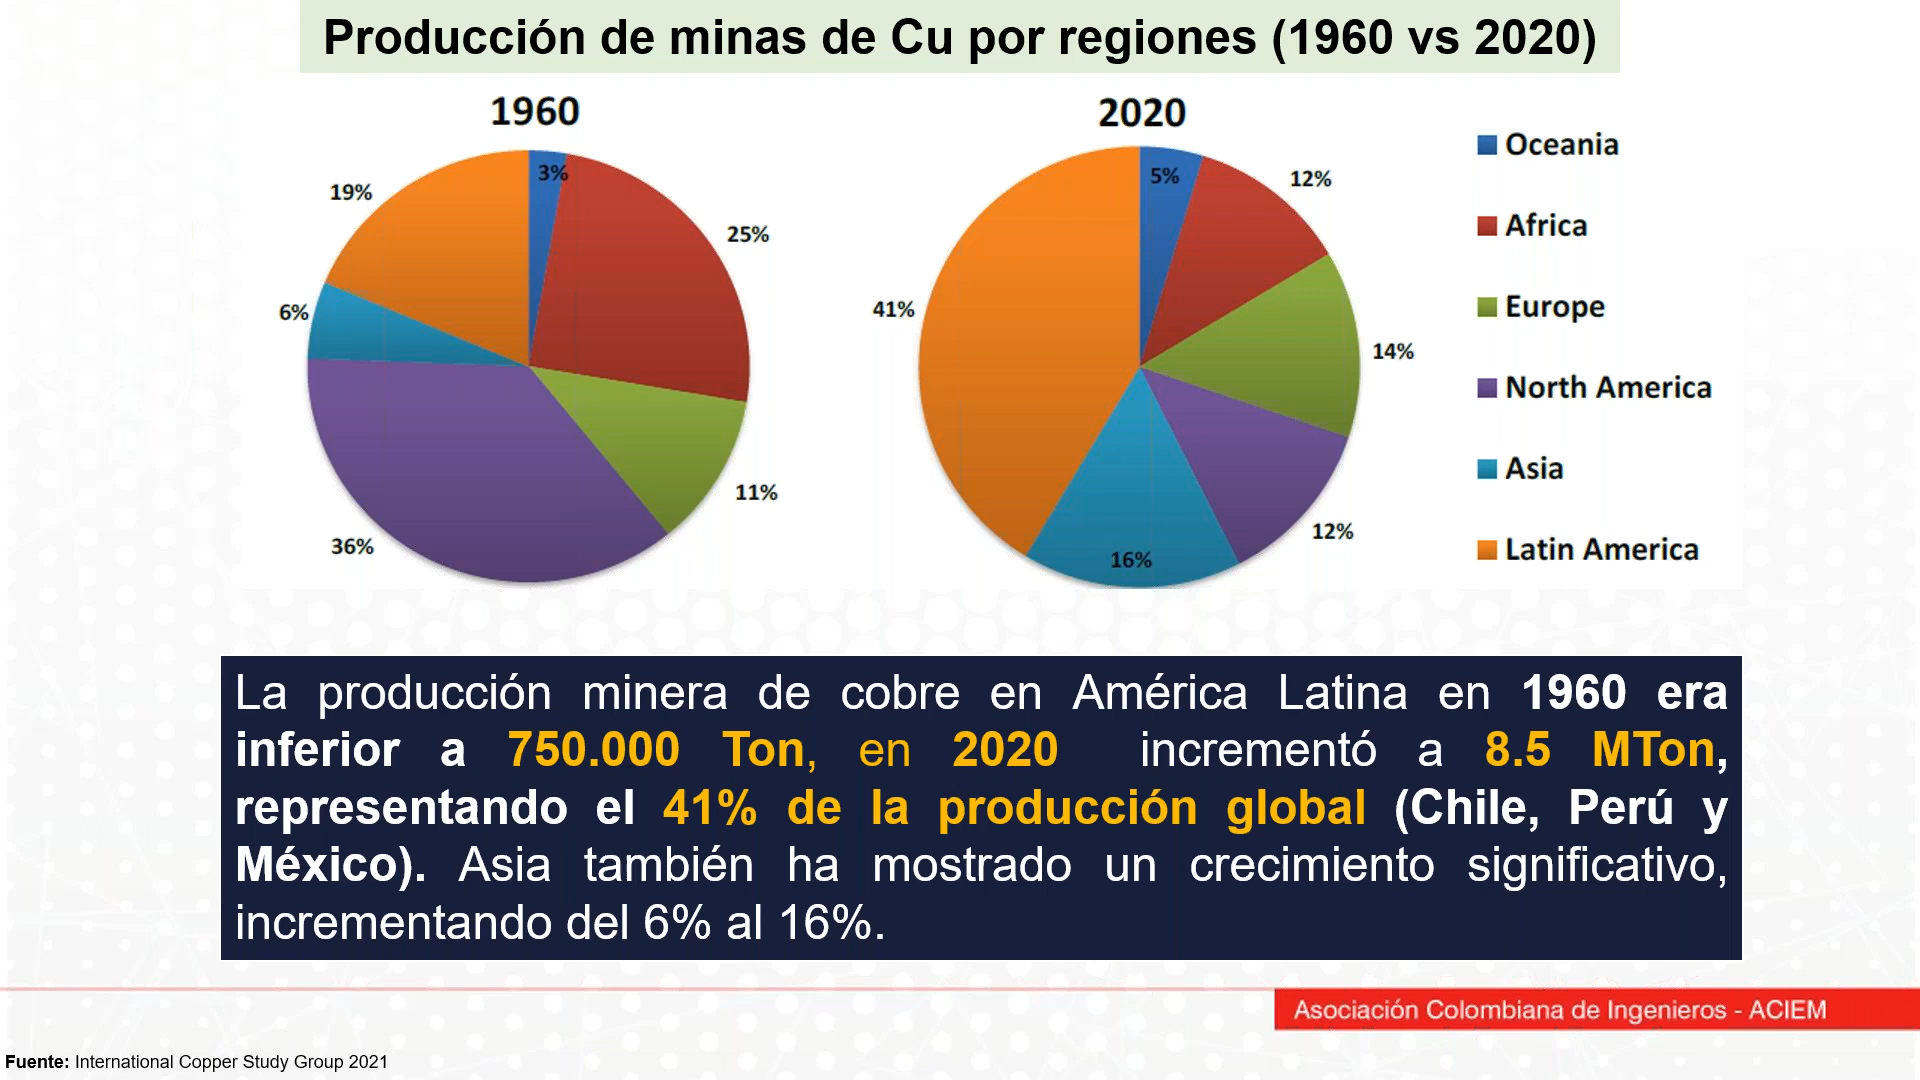 Producción de minas de Cu por regiones (1960 vs 2020)
1960
3%
25%
11%
36%
6%
19%
2020
5%
12%
14%
12%
16%
41%
Oceania
Africa
Europe
North America
Asia
Latin America
La producción minera de cobre en América Latina en 1960 era
inferior a 750.000 Ton, en 2020 incrementó a 8.5 MTon,
representando el 41% de la producción global (Chile, Perú y
México). Asia también ha mostrado un crecimiento significativo,
incrementando del 6% al 16%.
Asociación Colombiana de Ingenieros - ACIEM
Fuente: International Copper Study Group 2021